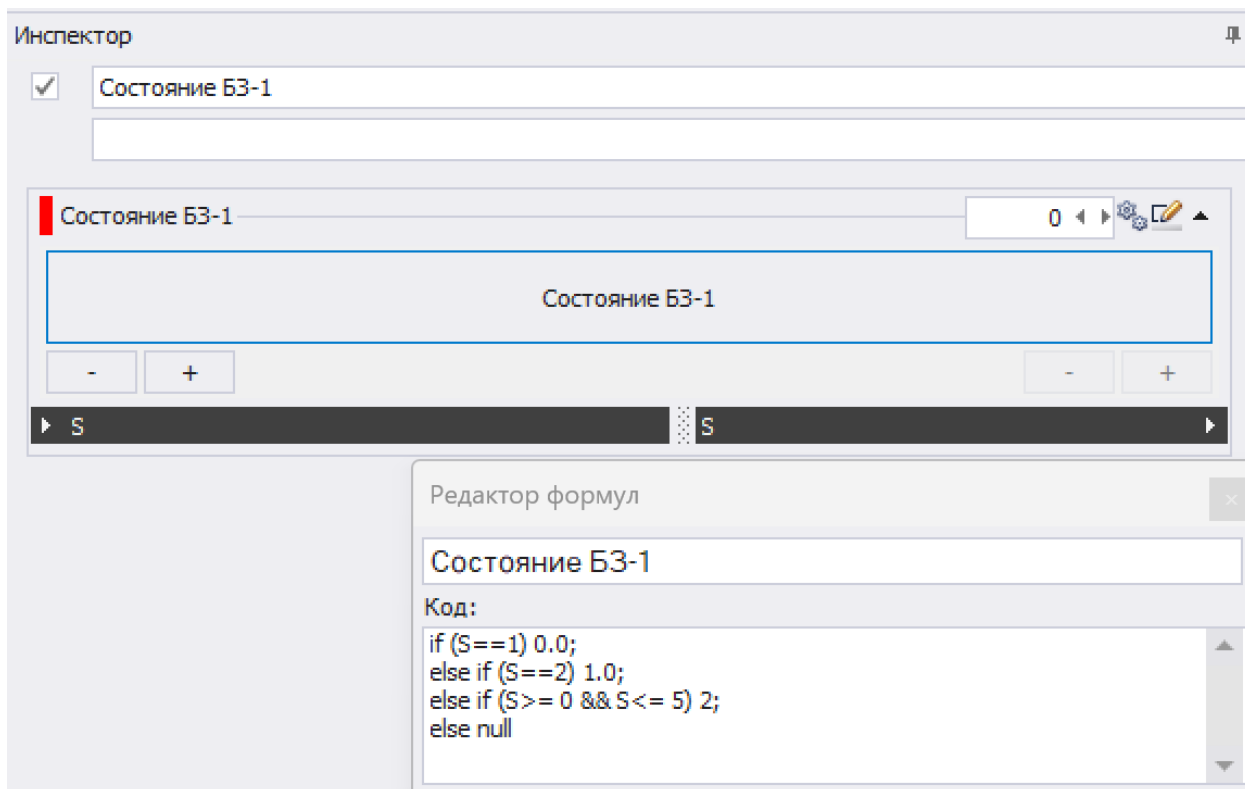 Инспектор
Состояние БЗ-1
Состояние БЗ-1
0
Состояние БЗ-1
- + - +
S S
Редактор формул
Состояние БЗ-1
Код:
if (S==1) 0.0;
else if (S==2) 1.0;
else if (S>= 0 && S<= 5) 2;
else null